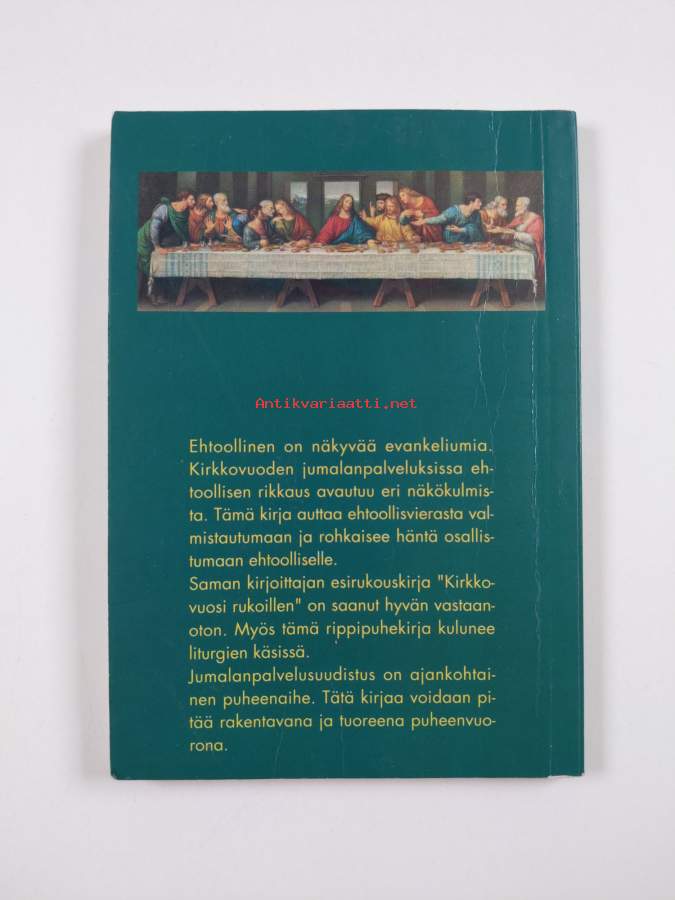 Antikvariaatti.net
Ehtoollinen on näkyvää evankeliumia.
Kirkkovuoden jumalanpalveluksissa eh-
toollisen rikkaus avautuu eri näkökulmis-
ta. Tämä kirja auttaa ehtoollisvierasta val-
mistautumaan ja rohkaisee häntä osallis-
tumaan ehtoolliselle.
Saman kirjoittajan esirukouskirja "Kirkko-
vuosi rukoillen" on saanut hyvän vastaan-
oton. Myös tämä rippipuhekirja kulunee
liturgien käsissä.
Jumalanpalvelusuudistus on ajankohtai-
nen puheenaihe. Tätä kirjaa voidaan pi-
tää rakentavana ja tuoreena puheenvuo-
rona.